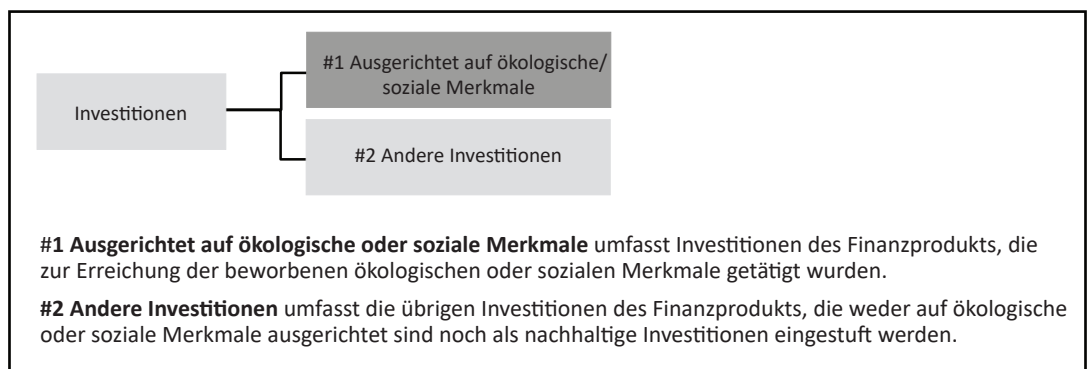 #1 Ausgerichtet auf ökologische/
soziale Merkmale
Investitionen
#2 Andere Investitionen
#1 Ausgerichtet auf ökologische oder soziale Merkmale umfasst Investitionen des Finanzprodukts, die
zur Erreichung der beworbenen ökologischen oder sozialen Merkmale getätigt wurden.
#2 Andere Investitionen umfasst die übrigen Investitionen des Finanzprodukts, die weder auf ökologische
oder soziale Merkmale ausgerichtet sind noch als nachhaltige Investitionen eingestuft werden.